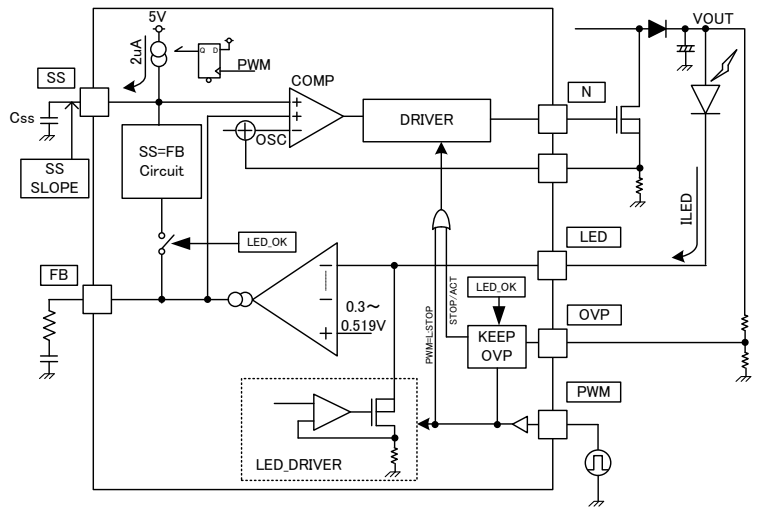 5V
VOUT
2uA
Q D
PWM
SS
COMP
N
Css
+
+
−
OSC
DRIVER
SS=FB
Circuit
SS
SLOPE
ILED
LED_OK
LED
FB
LED_OK
OVP
−
−
+
0.3～
0.519V
PWM=L:STOP
STOP/ACT
KEEP
OVP
PWM
LED_DRIVER